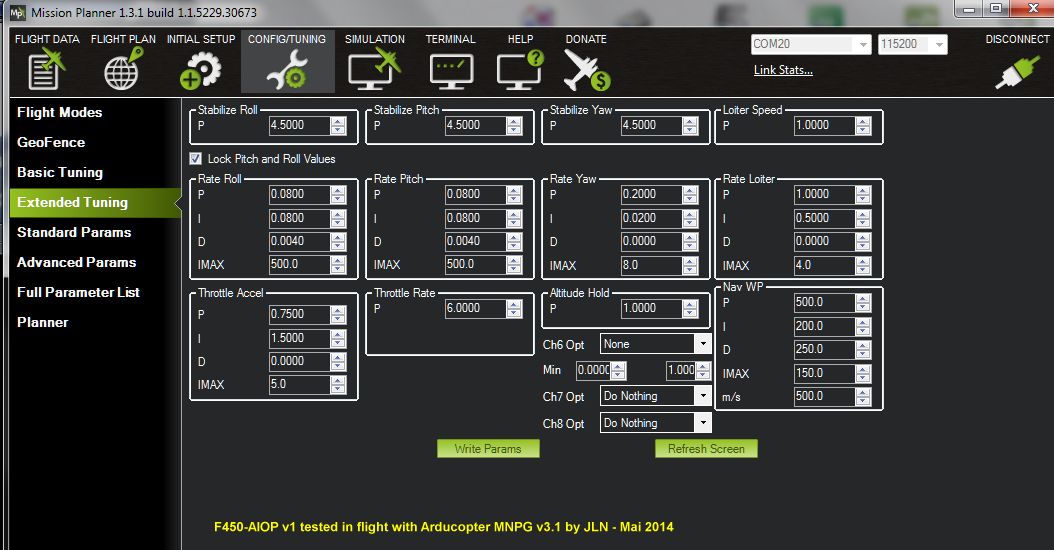 Mission Planner 1.3.1 build 1.1.5229.30673
FLIGHT DATA FLIGHT PLAN INITIAL SETUP CONFIG/TUNING SIMULATION TERMINAL HELP DONATE COM20 115200 DISCONNECT
Link Stats...
Flight Modes
GeoFence
Basic Tuning
Extended Tuning
Standard Params
Advanced Params
Full Parameter List
Planner
Stabilize Roll
P 4.5000
Stabilize Pitch
P 4.5000
Stabilize Yaw
P 4.5000
Loiter Speed
P 1.0000
Lock Pitch and Roll Values
Rate Roll
P 0.0800
I 0.0800
D 0.0040
IMAX 500.0
Rate Pitch
P 0.0800
I 0.0800
D 0.0040
IMAX 500.0
Rate Yaw
P 0.2000
I 0.0200
D 0.0000
IMAX 8.0
Rate Loiter
P 1.0000
I 0.5000
D 0.0000
IMAX 4.0
Throttle Accel
P 0.7500
I 1.5000
D 0.0000
IMAX 5.0
Throttle Rate
P 6.0000
Altitude Hold
P 1.0000
Ch6 Opt None
Min 0.000 1.000
Ch7 Opt Do Nothing
Ch8 Opt Do Nothing
Nav WP
P 500.0
I 200.0
D 250.0
IMAX 150.0
m/s 500.0
Write Params Refresh Screen
F450-AIOP v1 tested in flight with Arducopter MNPG v3.1 by JLN - Mai 2014